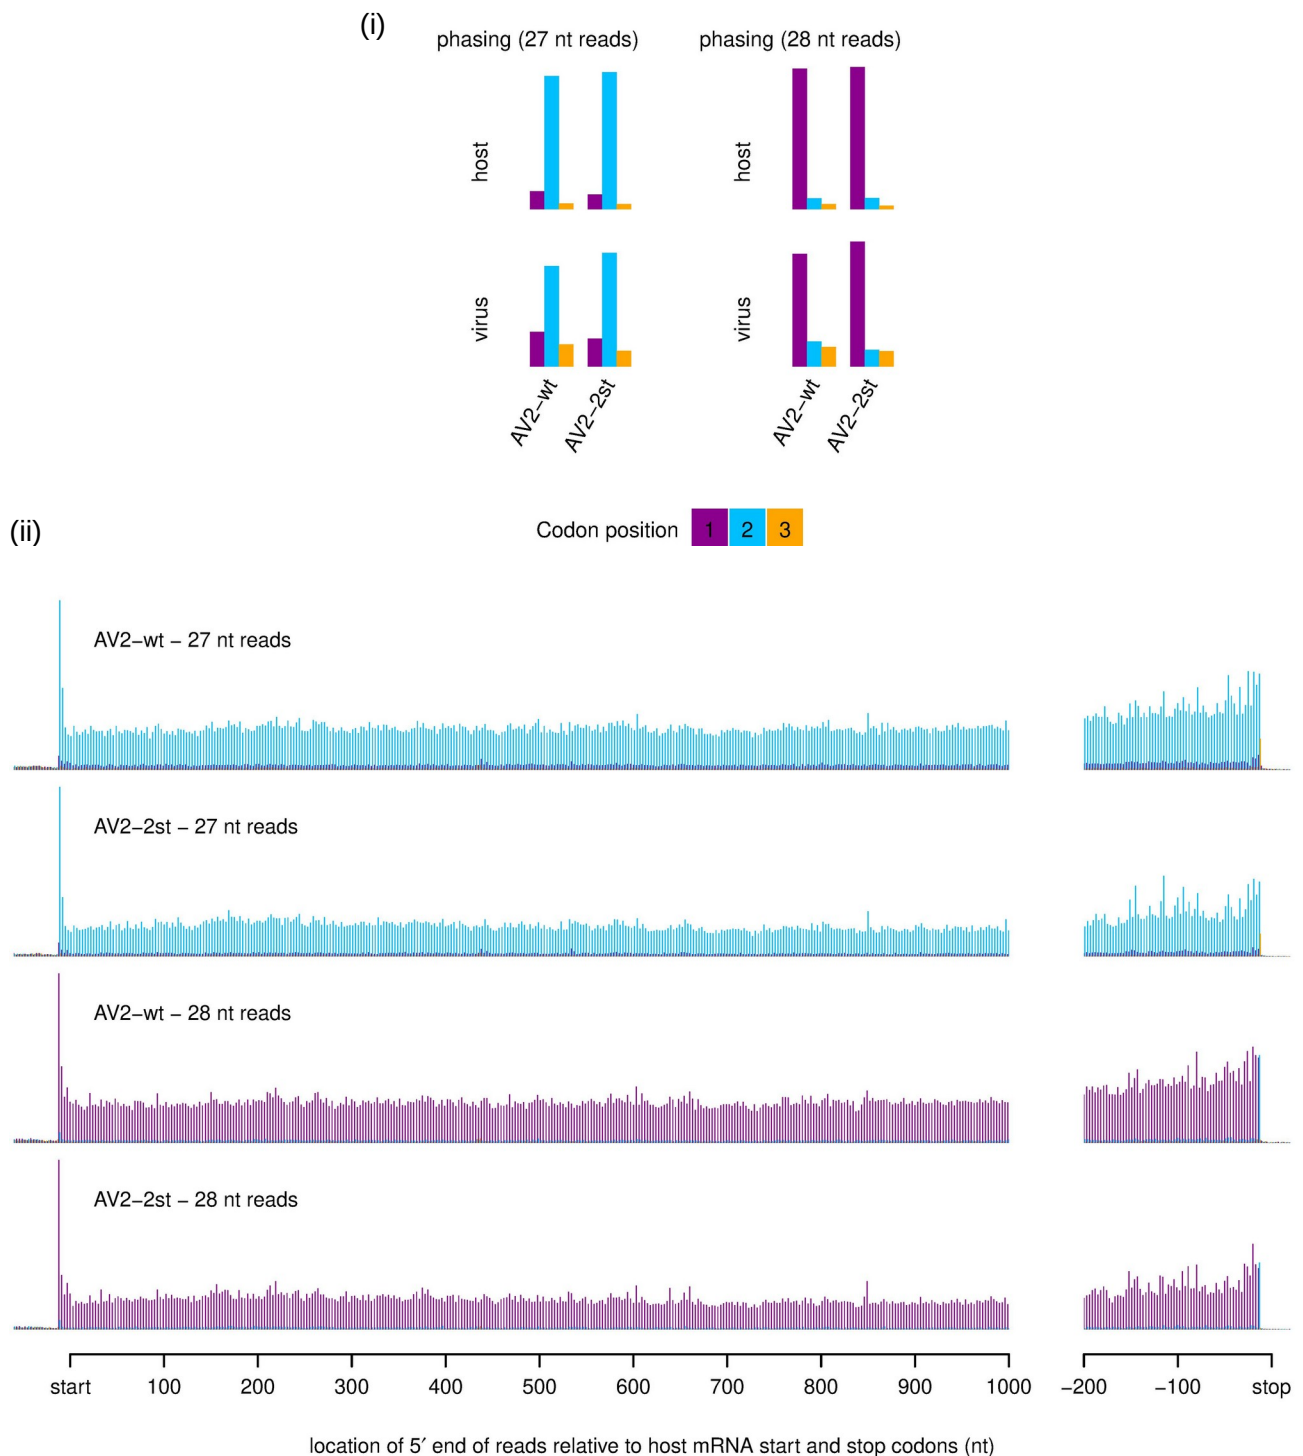 (i)
phasing (27 nt reads)
phasing (28 nt reads)
host
host
virus
virus
AV2−wt
AV2−2st
AV2−wt
AV2−2st
(ii)
Codon position 1 2 3
AV2−wt − 27 nt reads
AV2−2st − 27 nt reads
AV2−wt − 28 nt reads
AV2−2st − 28 nt reads
start 100 200 300 400 500 600 700 800 900 1000 −200 −100 stop
location of 5′ end of reads relative to host mRNA start and stop codons (nt)